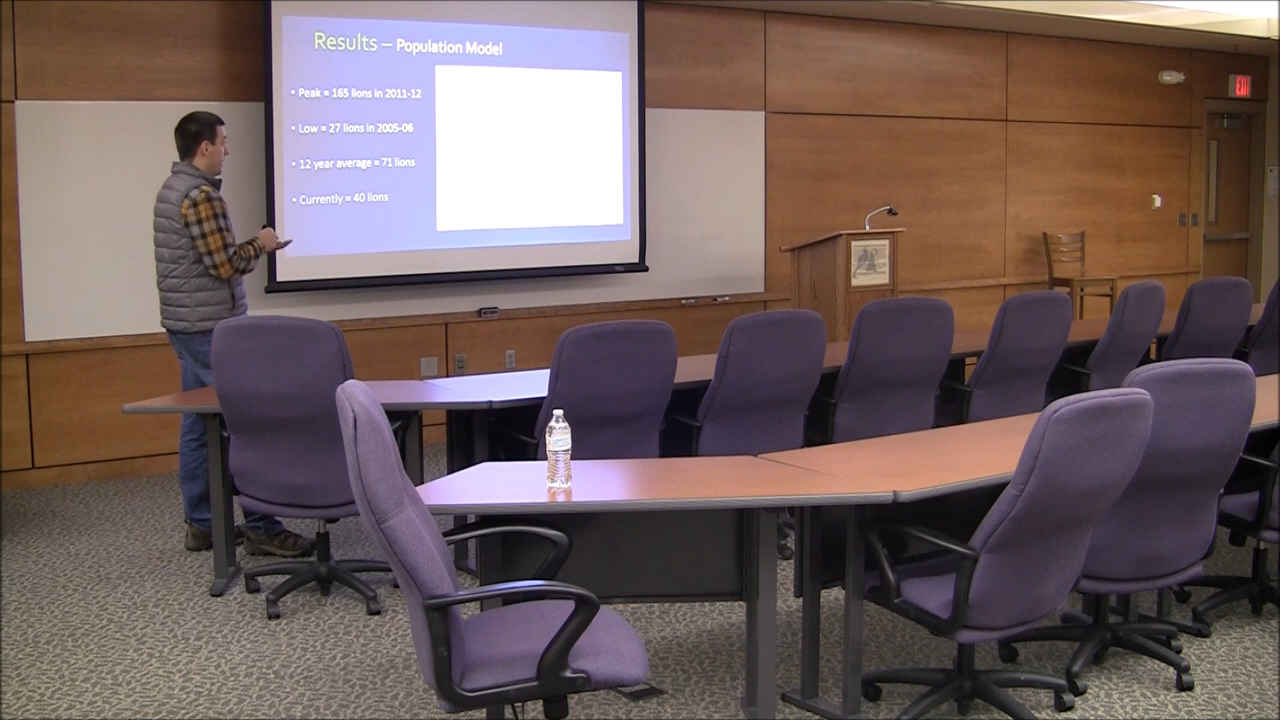 Results – Population Model
• Peak = 165 lions in 2011-12
• Low = 27 lions in 2005-06
• 12 year average = 71 lions
• Currently = 40 lions
EXIT